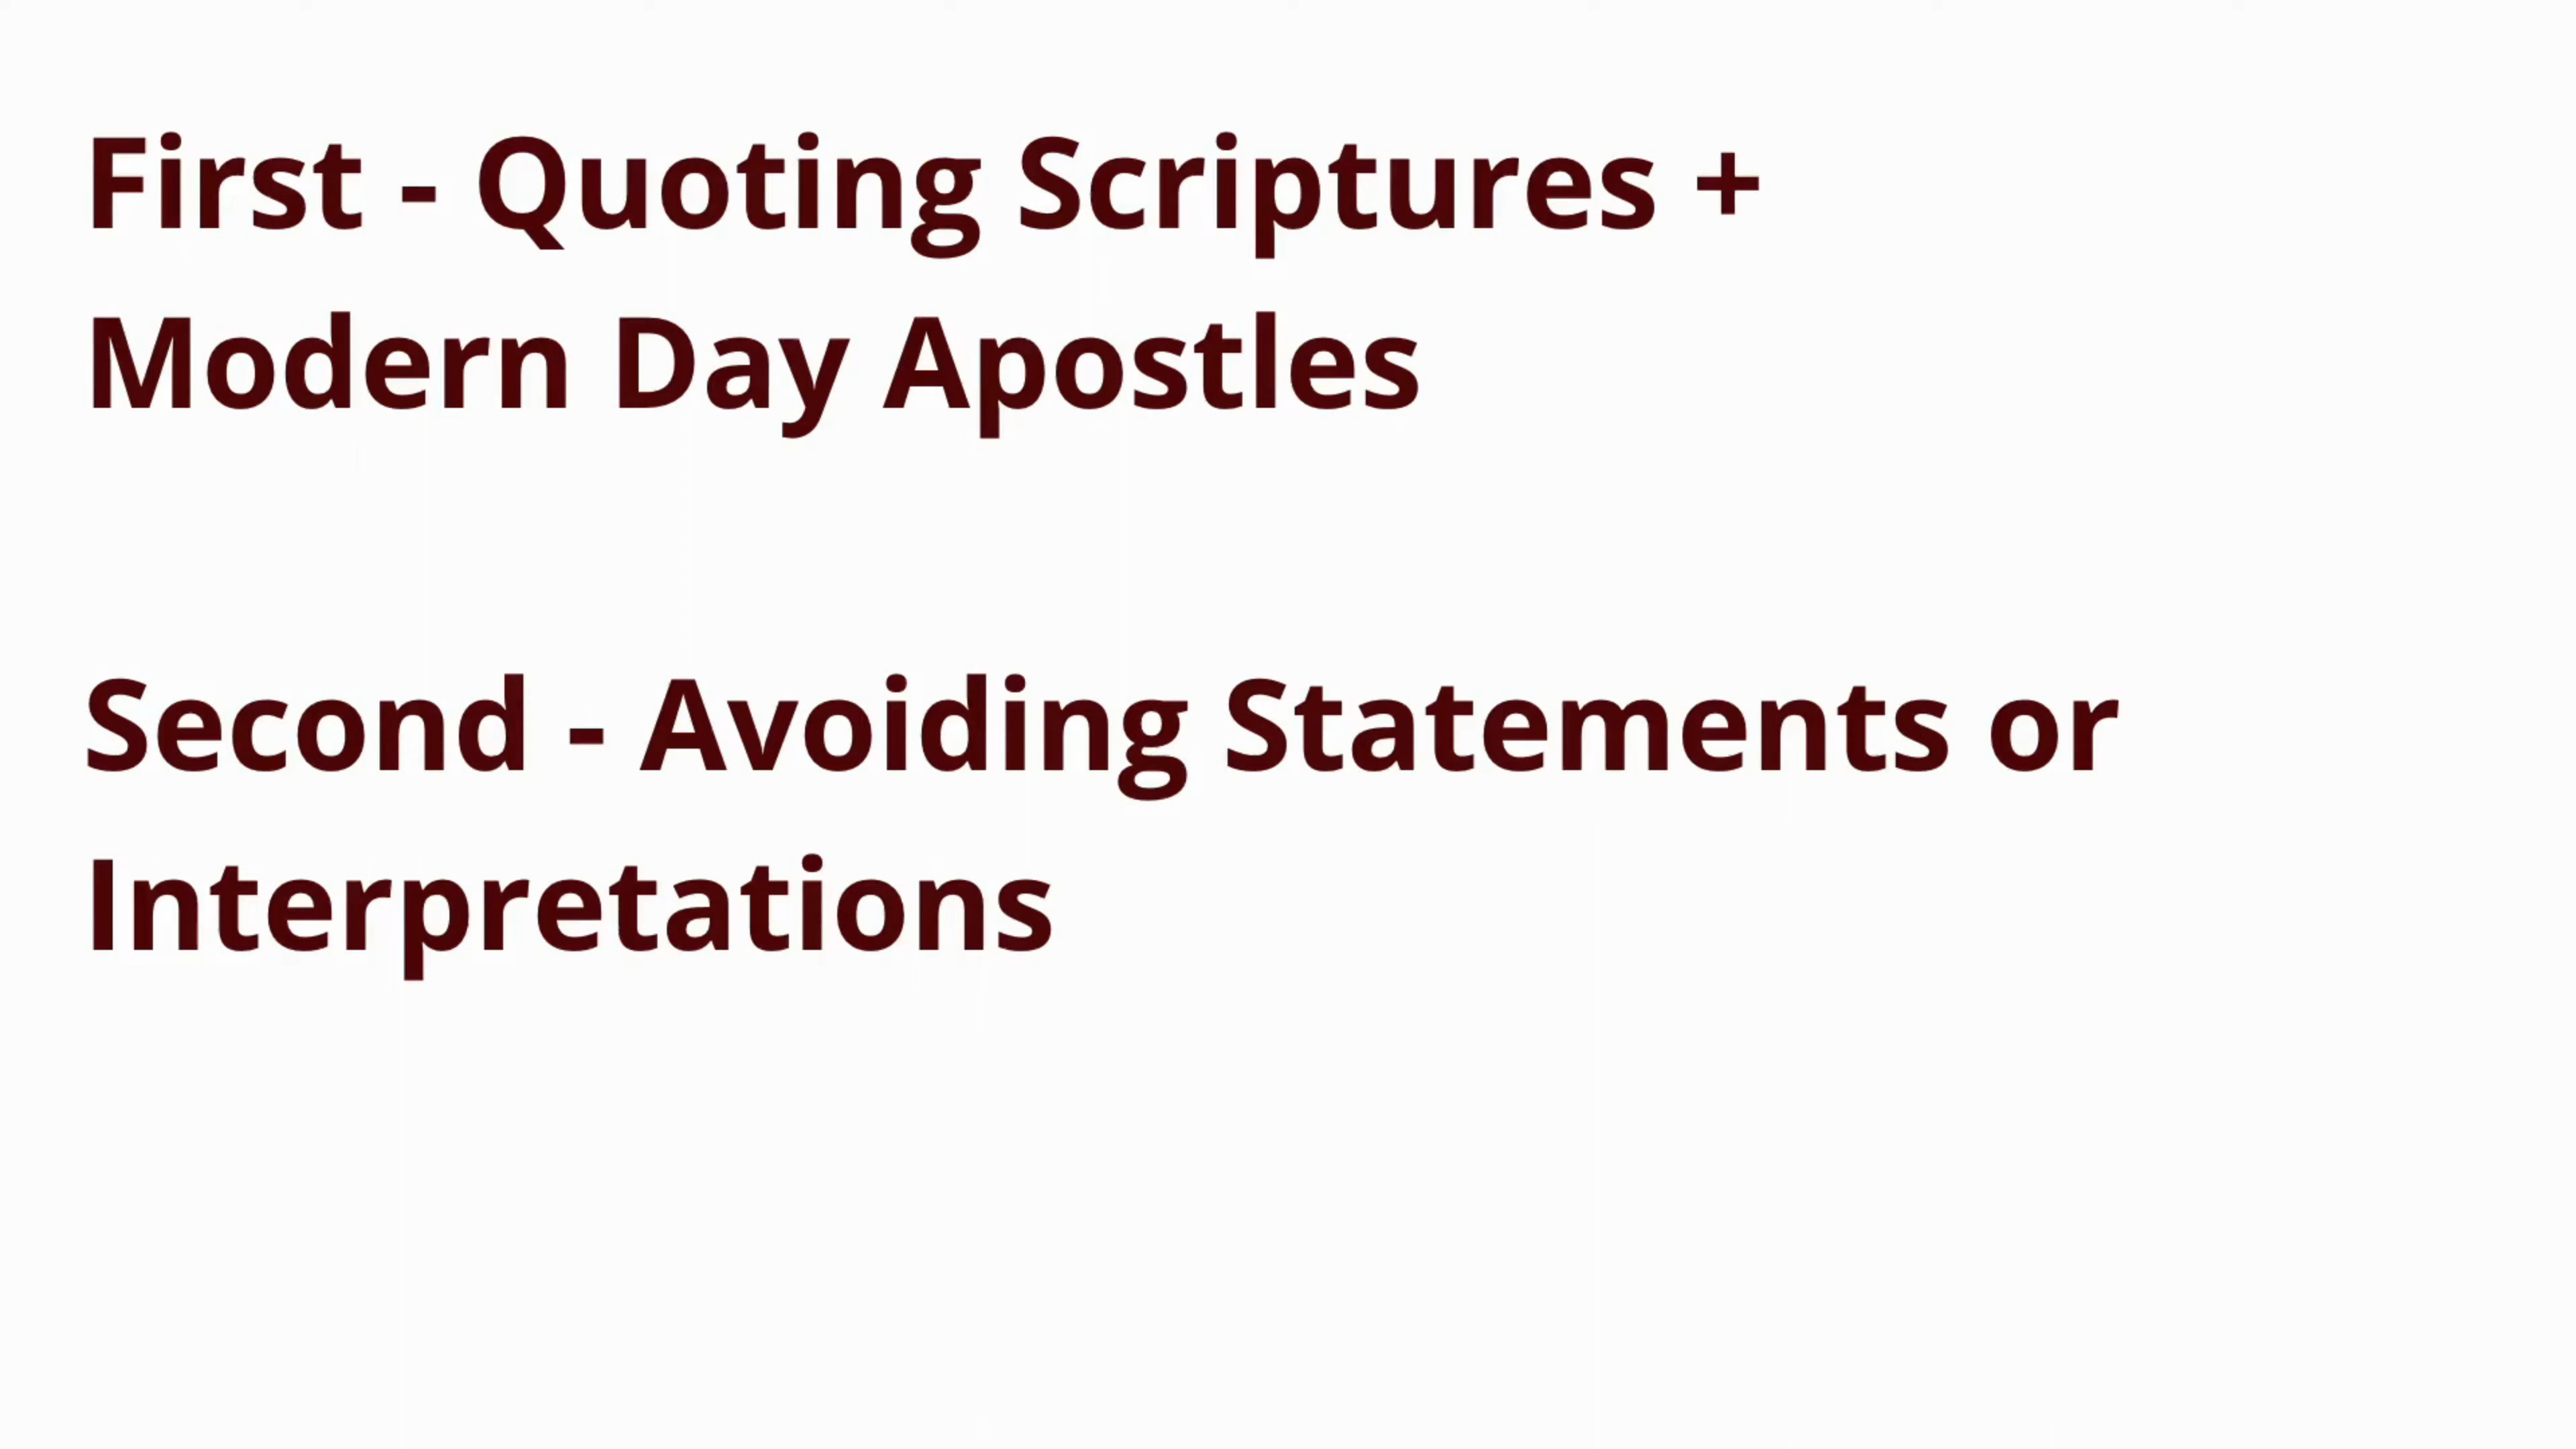 First - Quoting Scriptures +
Modern Day Apostles
Second - Avoiding Statements or
Interpretations